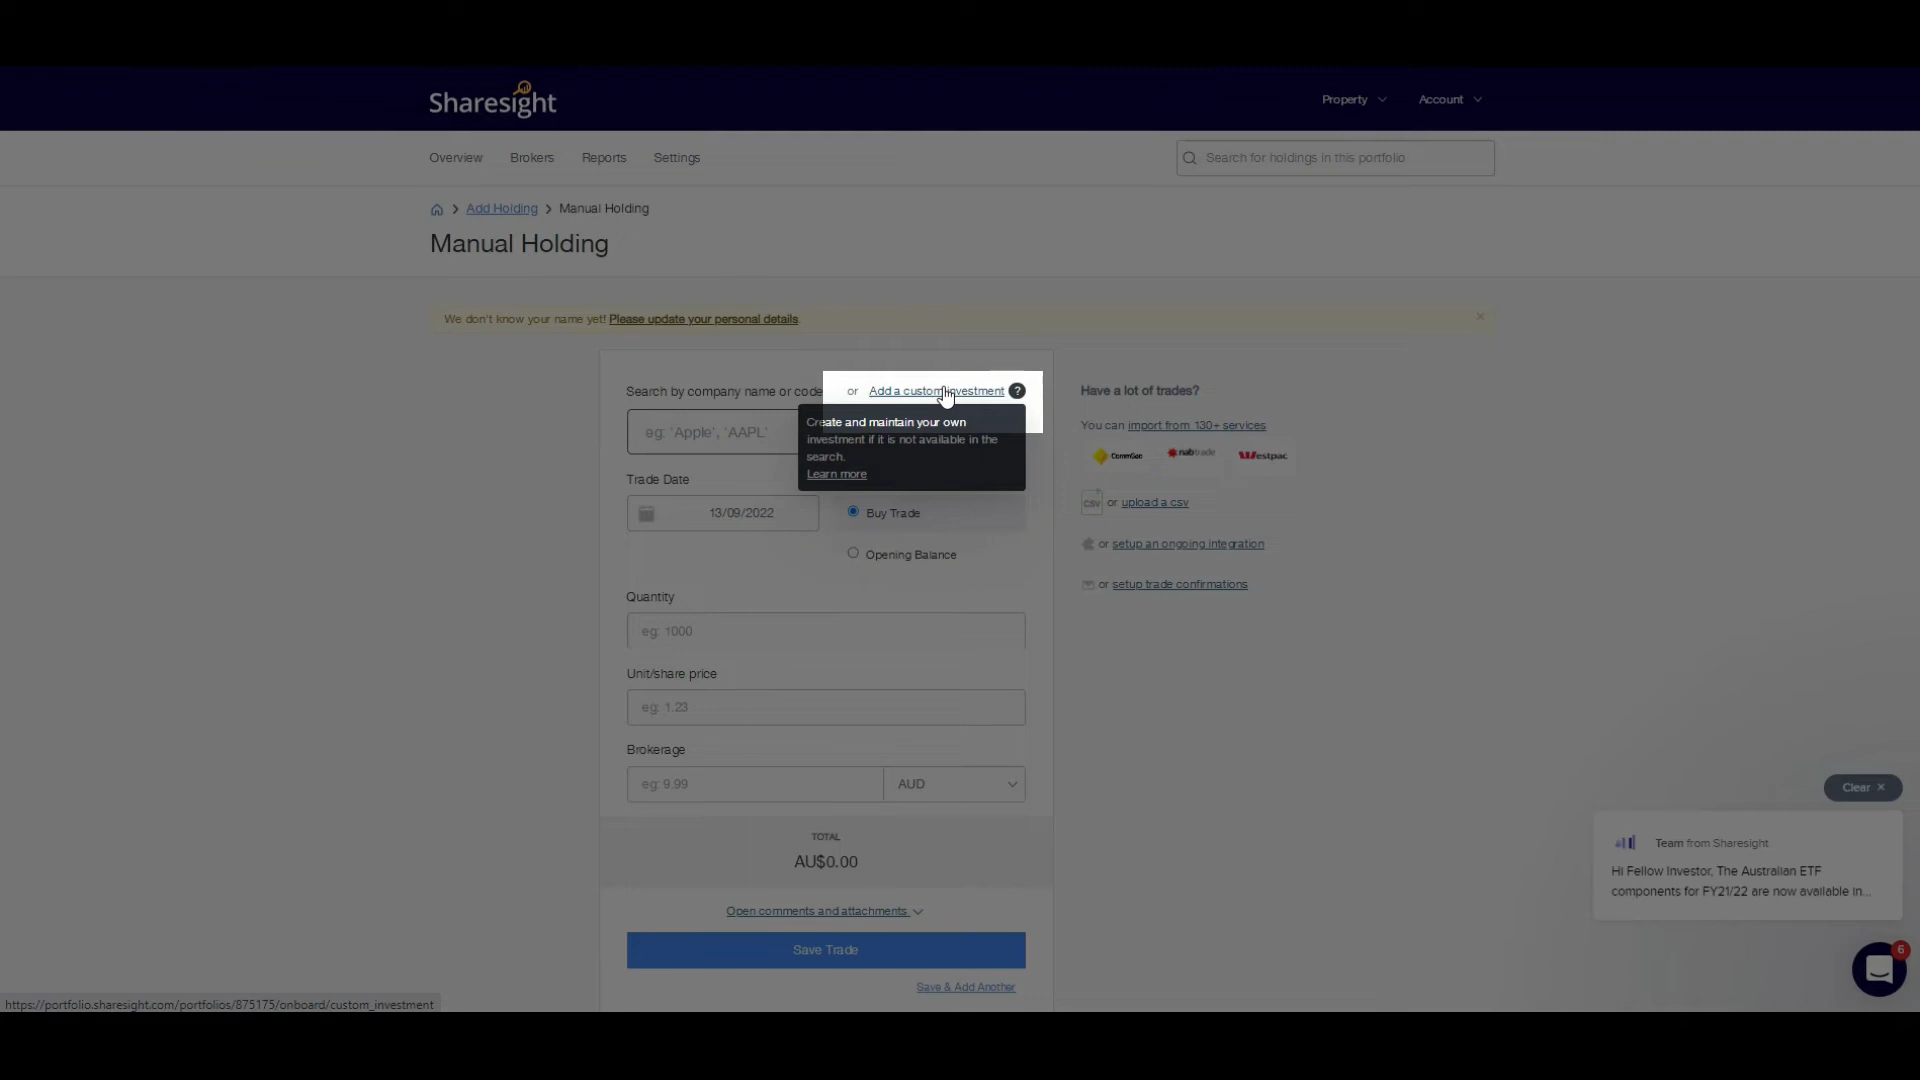 Sharesight
Property
Account
Overview
Brokers
Reports
Settings
Search for holdings in this portfolio
Add Holding
Manual Holding
Manual Holding
We don't know your name yet! Please update your personal details.
Search by company name or code
or Add a custom investment ?
eg: 'Apple', 'AAPL'
Create and maintain your own
investment if it is not available in the
search.
Learn more
Trade Date
13/09/2022
Buy Trade
Opening Balance
Quantity
eg: 1000
Unit/share price
eg: 1.23
Brokerage
eg: 9.99
AUD
TOTAL
AU$0.00
Open comments and attachments
Save Trade
Save & Add Another
Have a lot of trades?
You can import from 130+ services
CommSec
nabtrade
Westpac
CSV or upload a csv
or setup an ongoing integration
or setup trade confirmations
Clear ×
Team from Sharesight
Hi Fellow Investor, The Australian ETF
components for FY21/22 are now available in...
6
https://portfolio.sharesight.com/portfolios/875175/onboard/custom_investment